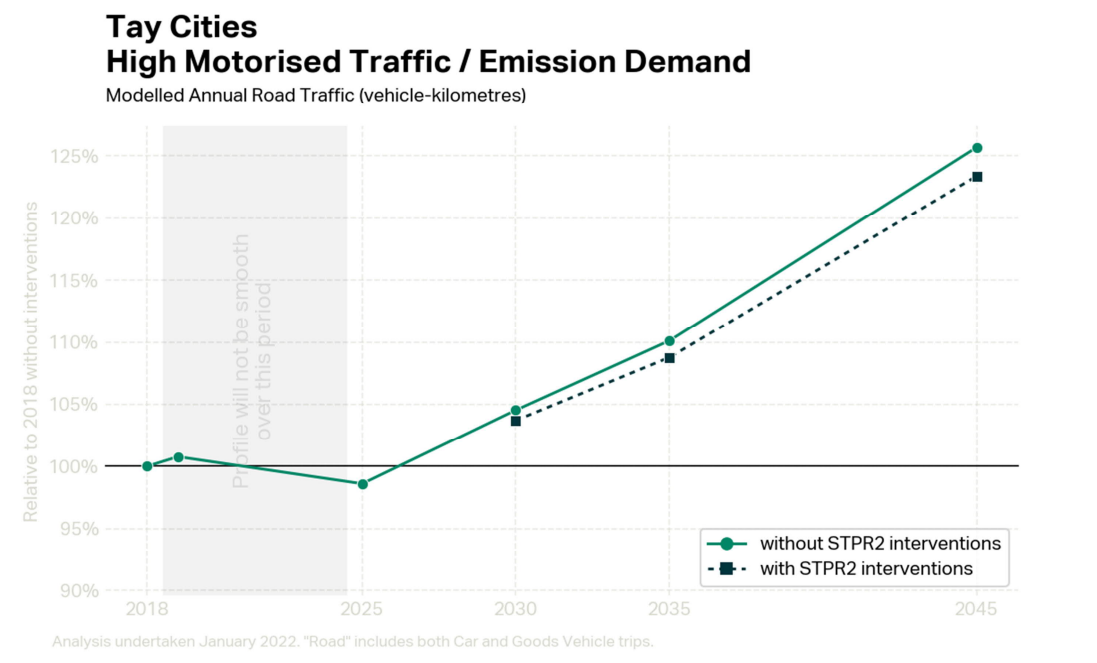 Tay Cities
High Motorised Traffic / Emission Demand
Modelled Annual Road Traffic (vehicle-kilometres)
125%
120%
115%
110%
105%
100%
95%
90%
Relative to 2018 without interventions
Profile will not be smooth
over this period
without STPR2 interventions
with STPR2 interventions
2018 2025 2030 2035 2045
Analysis undertaken January 2022. "Road" includes both Car and Goods Vehicle trips.